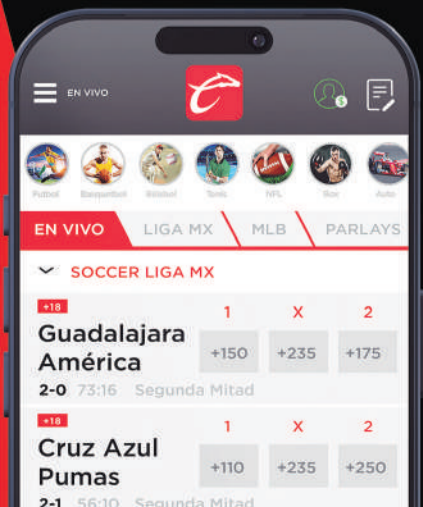 EN VIVO
Futbol Basquetbol Béisbol Tenis NFL Box Auto
EN VIVO LIGA MX MLB PARLAYS
SOCCER LIGA MX
+18 1 X 2
Guadalajara
América
+150 +235 +175
2-0 73:16 Segunda Mitad
+18 1 X 2
Cruz Azul
Pumas
+110 +235 +250
2-1 56:10 Segunda Mitad